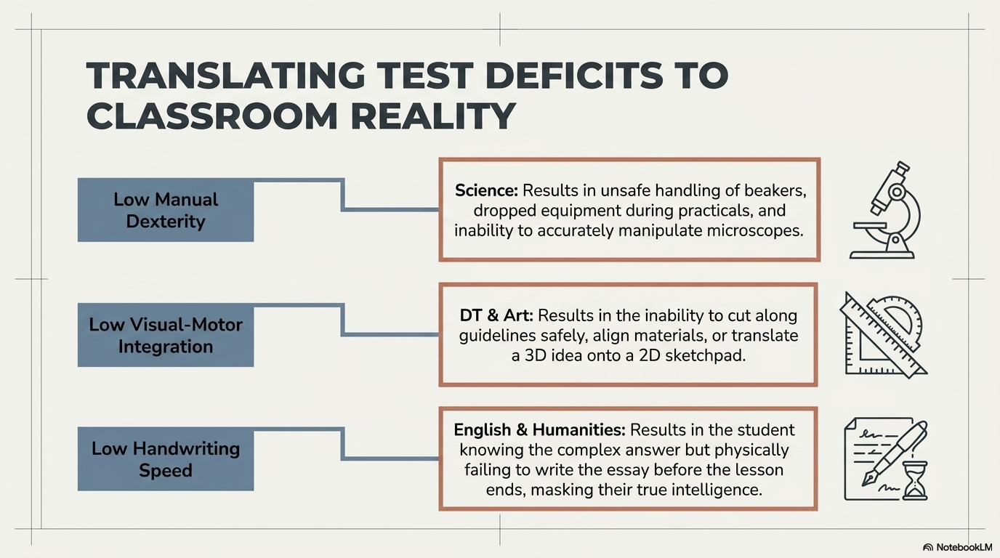 TRANSLATING TEST DEFICITS TO
CLASSROOM REALITY
Low Manual
Dexterity
Science: Results in unsafe handling of beakers,
dropped equipment during practicals, and
inability to accurately manipulate microscopes.
Low Visual-Motor
Integration
DT & Art: Results in the inability to cut along
guidelines safely, align materials, or translate
a 3D idea onto a 2D sketchpad.
Low Handwriting
Speed
English & Humanities: Results in the student
knowing the complex answer but physically
failing to write the essay before the lesson
ends, masking their true intelligence.
NotebookLM